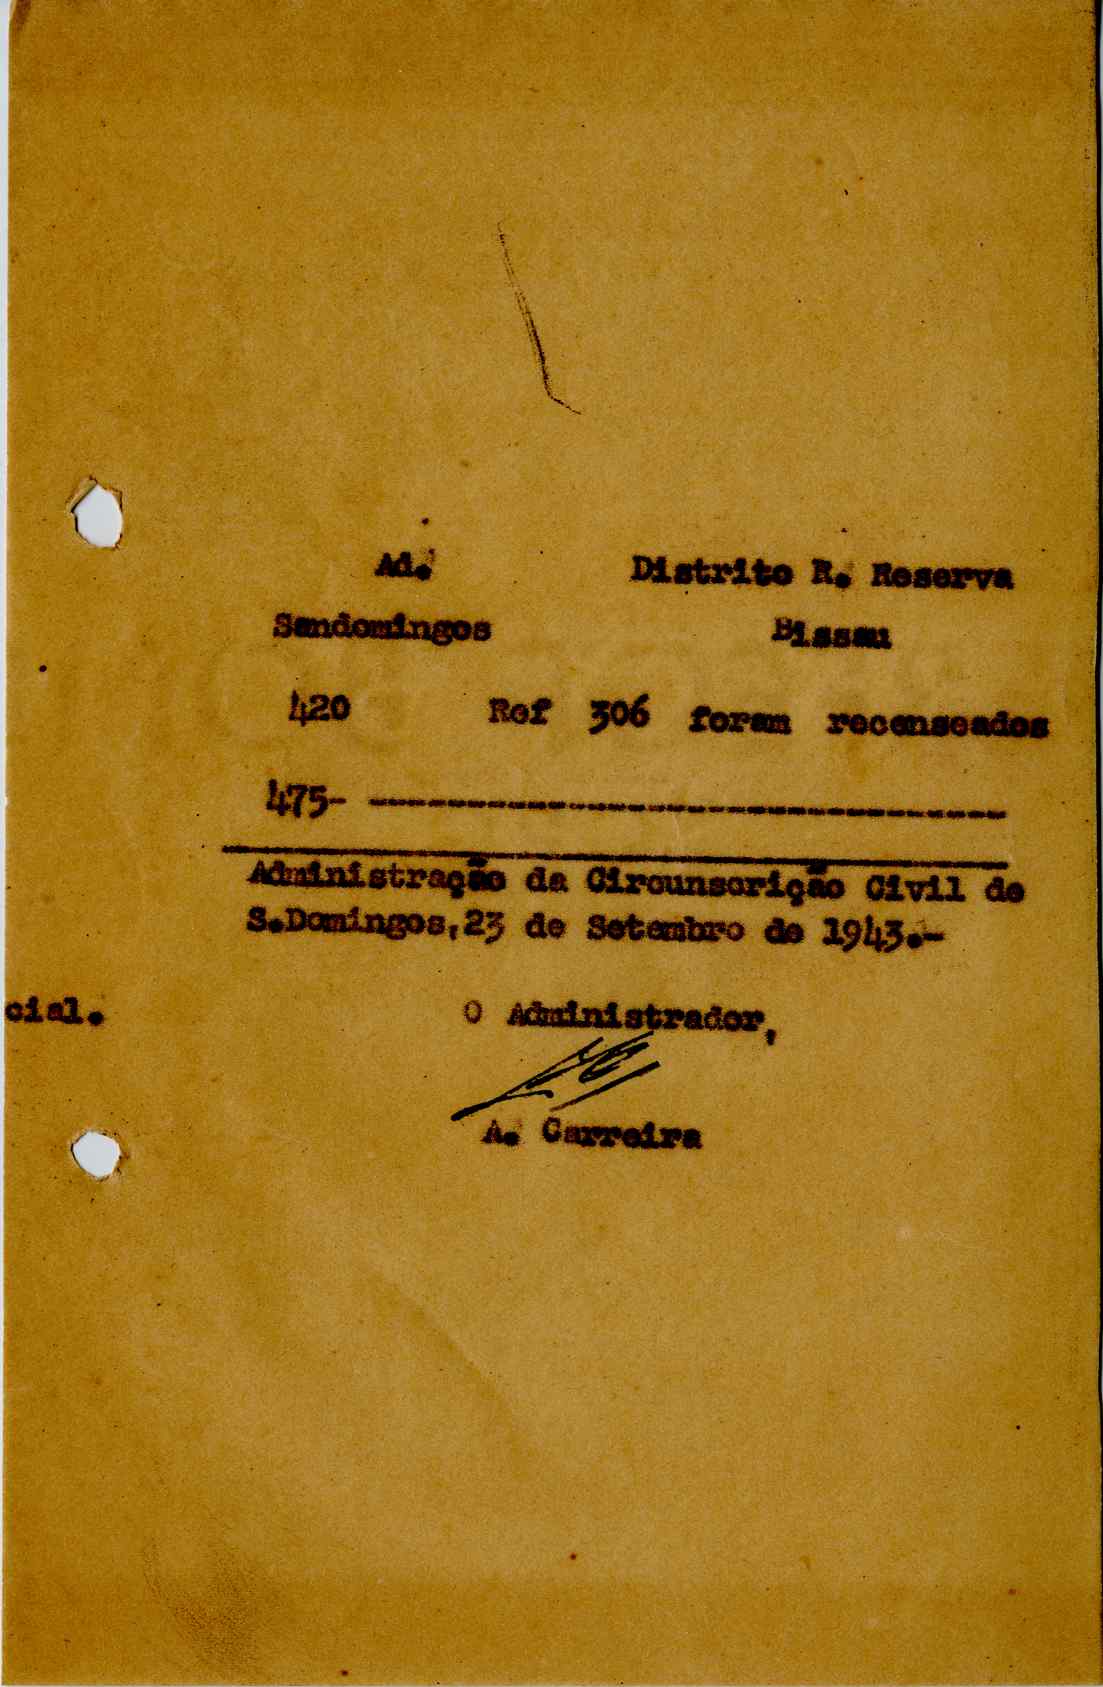 Ad. Distrito R. Reserva
Sandomingos Bissau
420 Ref 306 foram recenseados
475- --------------------------------
Administração da Circunscrição Civil de
S.Domingos,23 de Setembro de 1943.-
cial. O Administrador,
A. Carreira